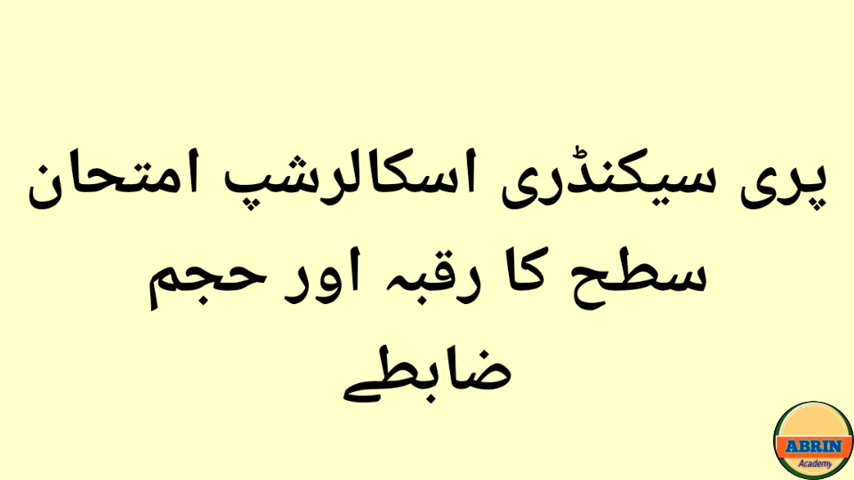 پری سیکنڈری اسکالرشپ امتحان
سطح کا رقبہ اور حجم
ضابطے
ABRIN
Academy